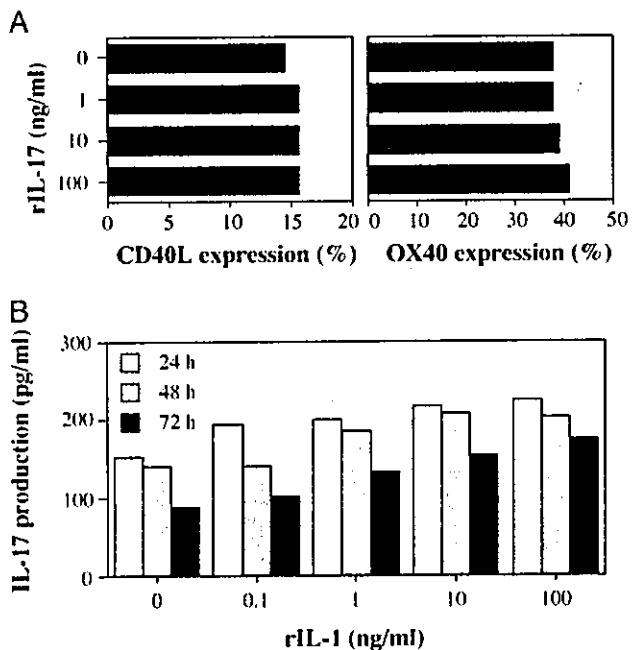 A
rIL-17 (ng/ml)
0
1
10
100
0 5 10 15 20
CD40L expression (%)
0 10 20 30 40 50
OX40 expression (%)
B
IL-17 production (pg/ml)
300
200
100
0
24 h
48 h
72 h
0 0.1 1 10 100
rIL-1 (ng/ml)